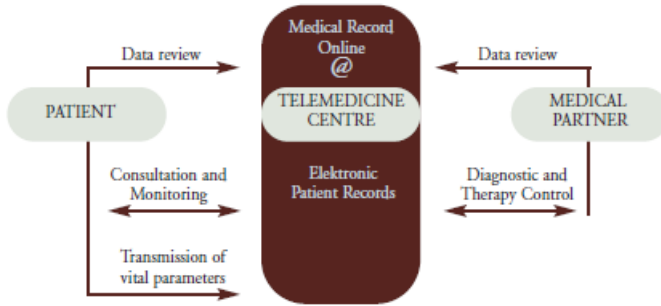 Medical Record
Online
@
Data review
Data review
PATIENT
TELEMEDICINE
CENTRE
MEDICAL
PARTNER
Consultation and
Monitoring
Elektronic
Patient Records
Diagnostic and
Therapy Control
Transmission of
vital parameters